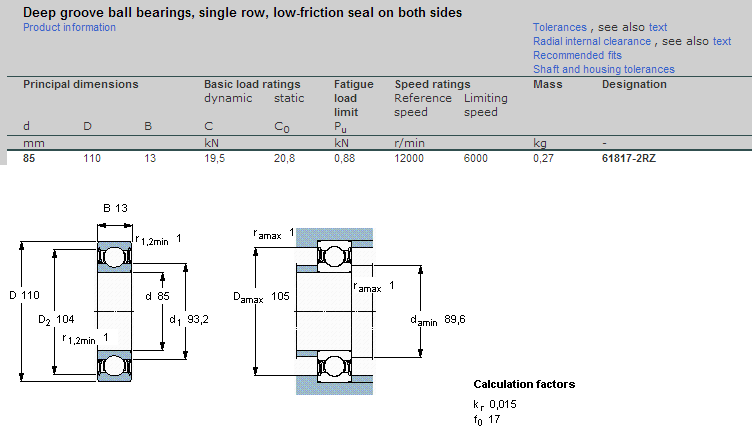 Deep groove ball bearings, single row, low-friction seal on both sides
Product information
Tolerances , see also text
Radial internal clearance , see also text
Recommended fits
Shaft and housing tolerances
Principal dimensions Basic load ratings Fatigue Speed ratings Mass Designation
dynamic static load Reference Limiting
limit speed speed
d D B C C0 Pu
mm kN kN r/min kg -
85 110 13 19,5 20,8 0,88 12000 6000 0,27 61817-2RZ
B 13
r1,2min 1
D 110
D2 104
d 85
d1 93,2
r1,2min 1
ramax 1
Damax 105
ramax 1
damin 89,6
Calculation factors
kr 0,015
f0 17